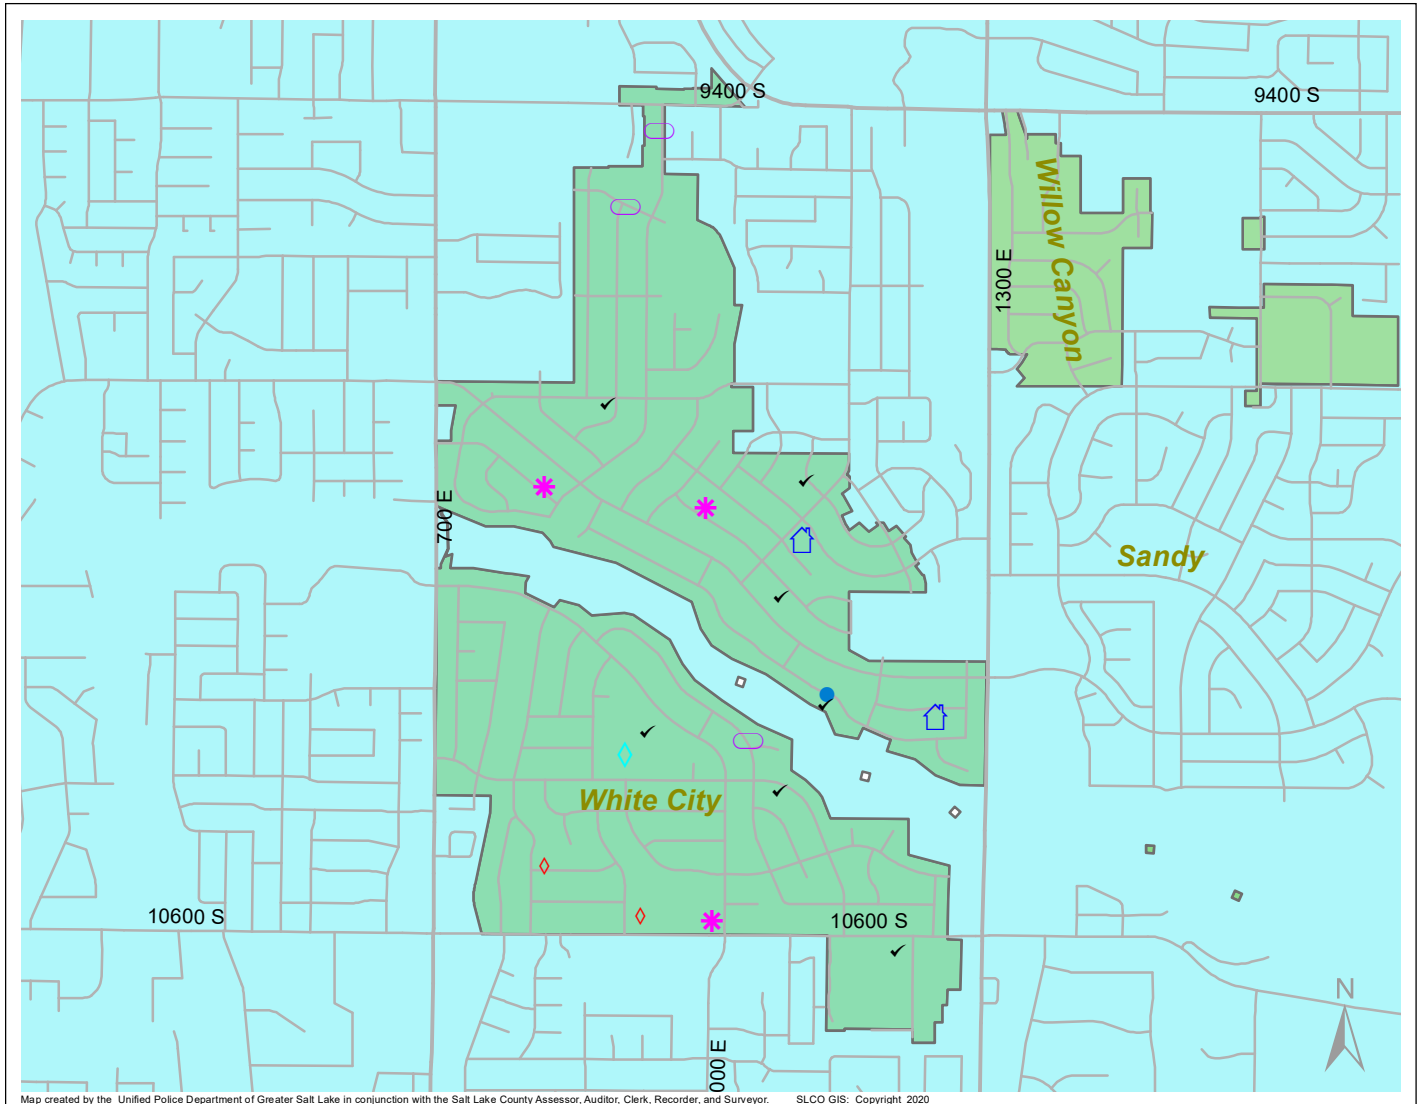 9400 S
9400 S
Willow Canyon
1300 E
700 E
Sandy
White City
10600 S
10600 S
N
000 E
Map created by the Unified Police Department of Greater Salt Lake in conjunction with the Salt Lake County Assessor, Auditor, Clerk, Recorder, and Surveyor. SLCO GIS: Copyright 2020